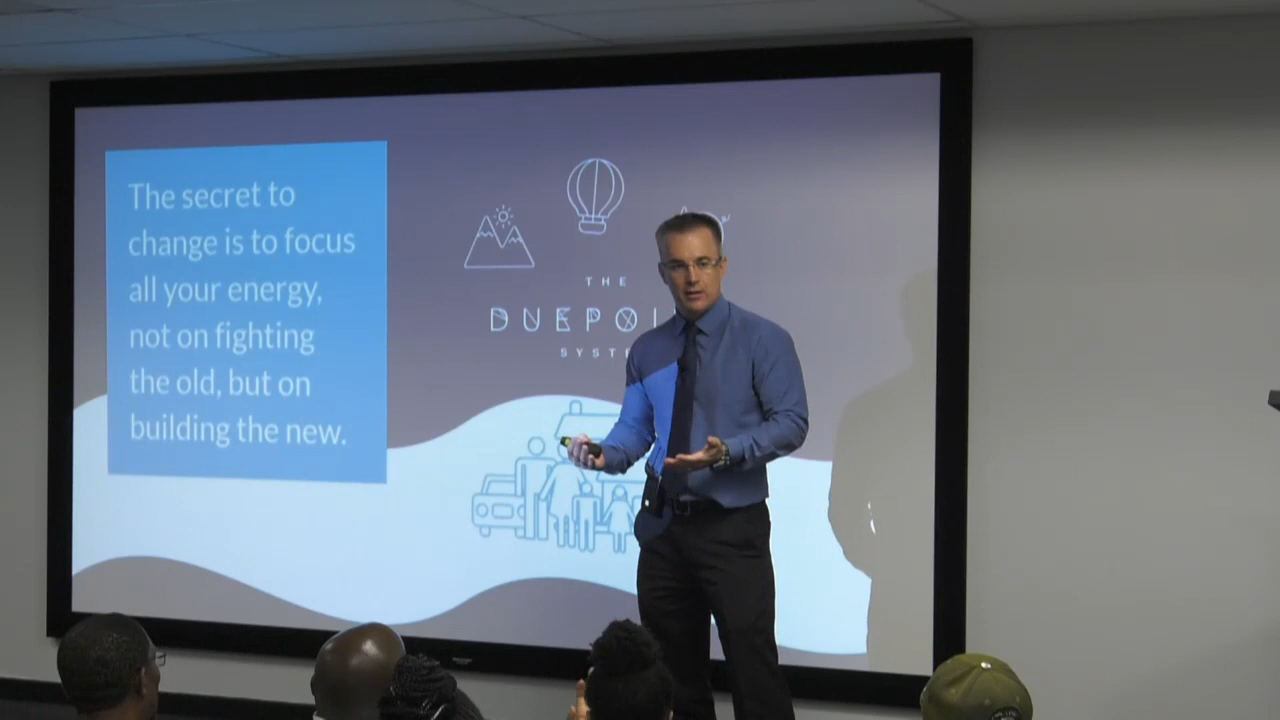 The secret to
change is to focus
all your energy,
not on fighting
the old, but on
building the new.
THE